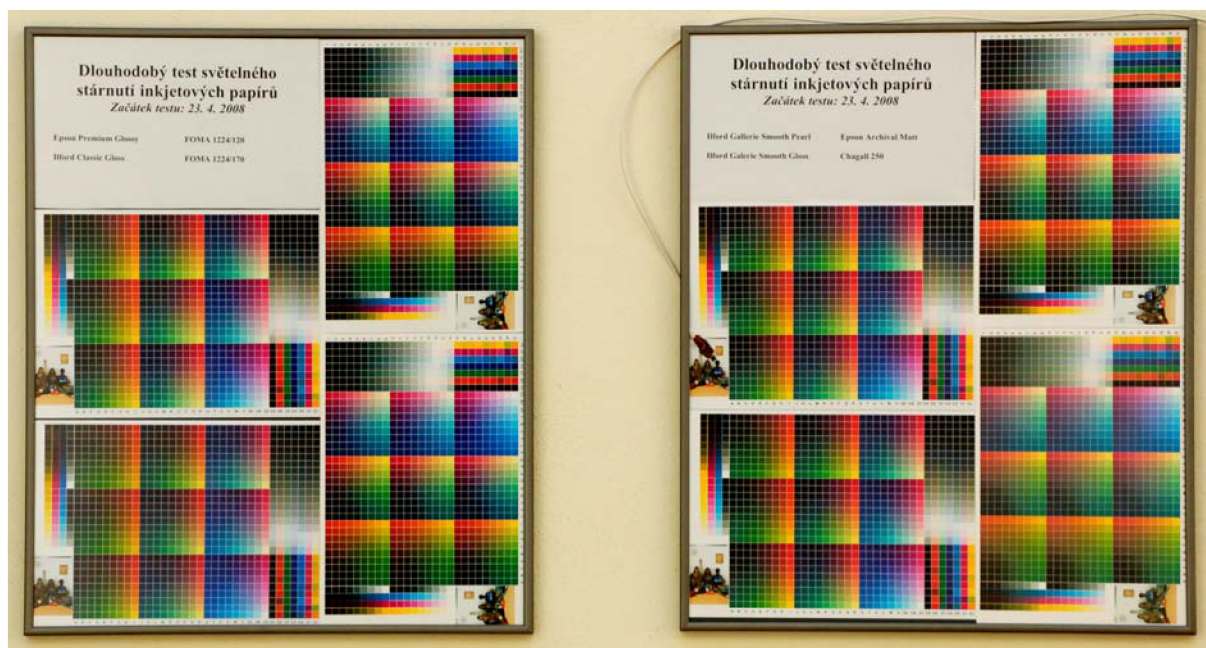 Dlouhodobý test světelného
stárnutí inkjetových papírů
Začátek testu: 23. 4. 2008
Epson Premium Glossy FOMA 1224/120
Ilford Classic Gloss FOMA 1224/170
Dlouhodobý test světelného
stárnutí inkjetových papírů
Začátek testu: 23. 4. 2008
Ilford Gallerie Smooth Pearl Epson Archival Matt
Ilford Galerie Smooth Gloss Chagall 250